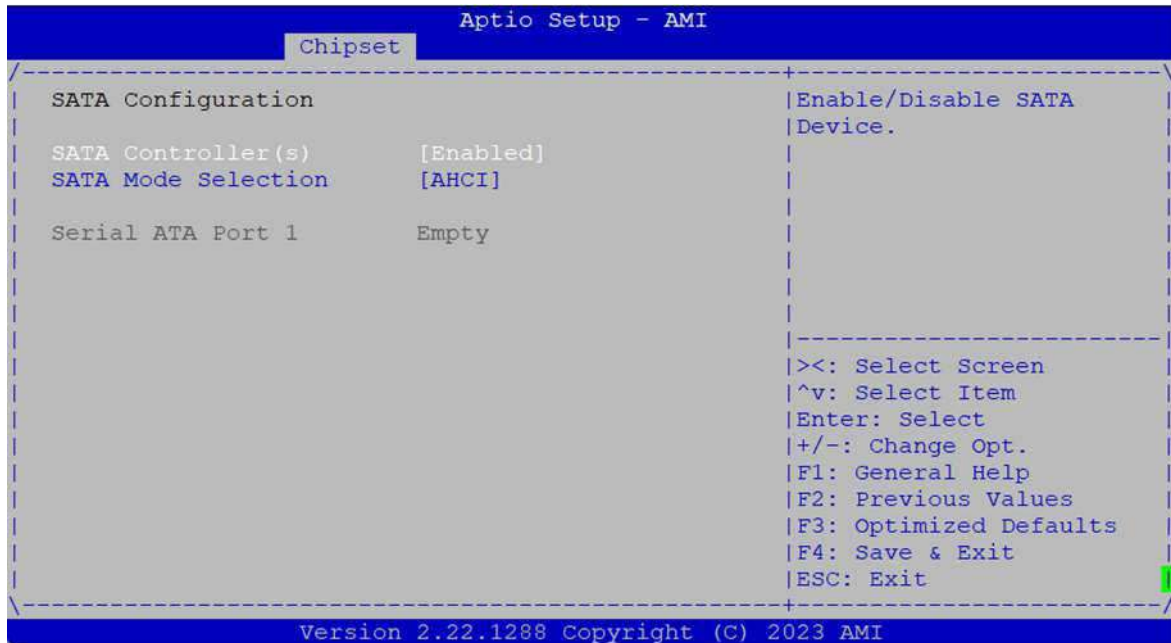 Aptio Setup - AMI
Chipset
SATA Configuration
SATA Controller(s) [Enabled]
SATA Mode Selection [AHCI]
Serial ATA Port 1 Empty
Enable/Disable SATA
Device.
><: Select Screen
^v: Select Item
Enter: Select
+/-: Change Opt.
F1: General Help
F2: Previous Values
F3: Optimized Defaults
F4: Save & Exit
ESC: Exit
Version 2.22.1288 Copyright (C) 2023 AMI